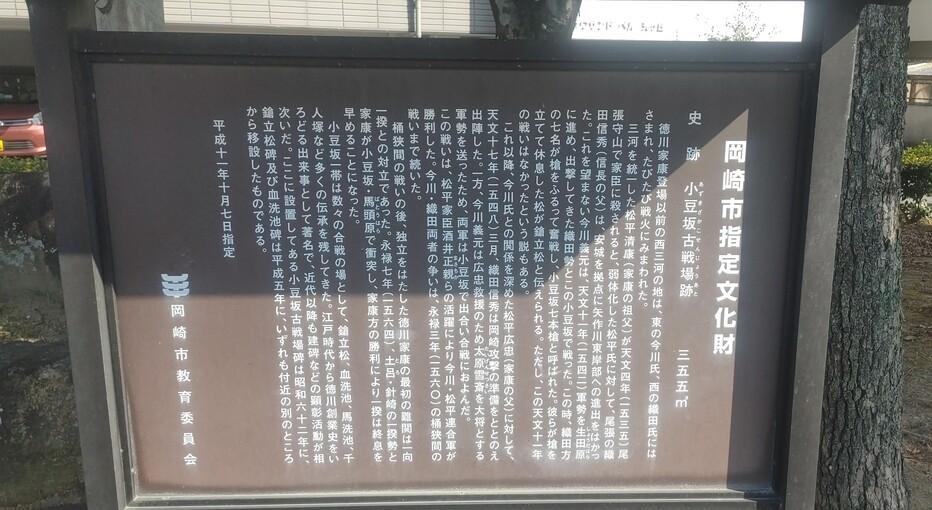 岡崎市指定文化財
史跡 小豆坂古戦場跡 三五五㎡
徳川家康登場以前の西三河の地は、東の今川氏、西の織田氏には
さまれ、たびたび戦火にみまわれた。
三河を統一した松平清康(家康の祖父)が天文四年(一五三五)尾
張守山で家臣に殺されると、弱体化した松平氏に対して、尾張の織
田信秀(信長の父)は、安城を拠点に矢作川東岸部への進出をはかっ
た。これを望まない今川義元は、天文十一年(一五四二)軍勢を生田原
に進め、出撃してきた織田勢とこの小豆坂で戦った。この時、織田方
の七名が槍をふるって奮戦し、小豆坂七本槍と呼ばれた。彼らが槍を
立てて休息した松が鎗立松と伝えられる。ただし、この天文十一年
の戦いはなかったという説もある。
これ以降、今川氏との関係を深めた松平広忠(家康の父)に対して、
天文十七年(一五四八)三月、織田信秀は岡崎攻撃の準備をととのえ
出陣した。一方、今川義元は広忠救援のため太原雪斎を大将とする
軍勢を送ったため、両軍は小豆坂で出合い合戦におよんだ。
この戦いは、松平家臣酒井正親らの活躍により今川・松平連合軍が
勝利した。今川・織田両者の争いは、永禄三年(一五六〇)の桶狭間の
戦いまで続いた。
桶狭間の戦いの後、独立をはたした徳川家康の最初の難関は一向
一揆との対立であった。永禄七年(一五六四)、土呂・針崎の一揆勢と
家康が小豆坂・馬頭原で衝突し、家康方の勝利により一揆は終息を
早めることになった。
小豆坂一帯は数々の合戦の場として、鎗立松、血洗池、馬洗池、千
人塚など多くの伝承を残してきた。江戸時代から徳川創業史をい
ろどる出来事として著名で、近代以降も建碑などの顕彰活動が相
次いだ。ここに設置してある小豆坂古戦場碑は昭和六十二年に、
鎗立松碑及び血洗池碑は平成五年に、いずれも付近の別のところ
から移設したものである。
平成十一年十月七日指定
岡崎市教育委員会